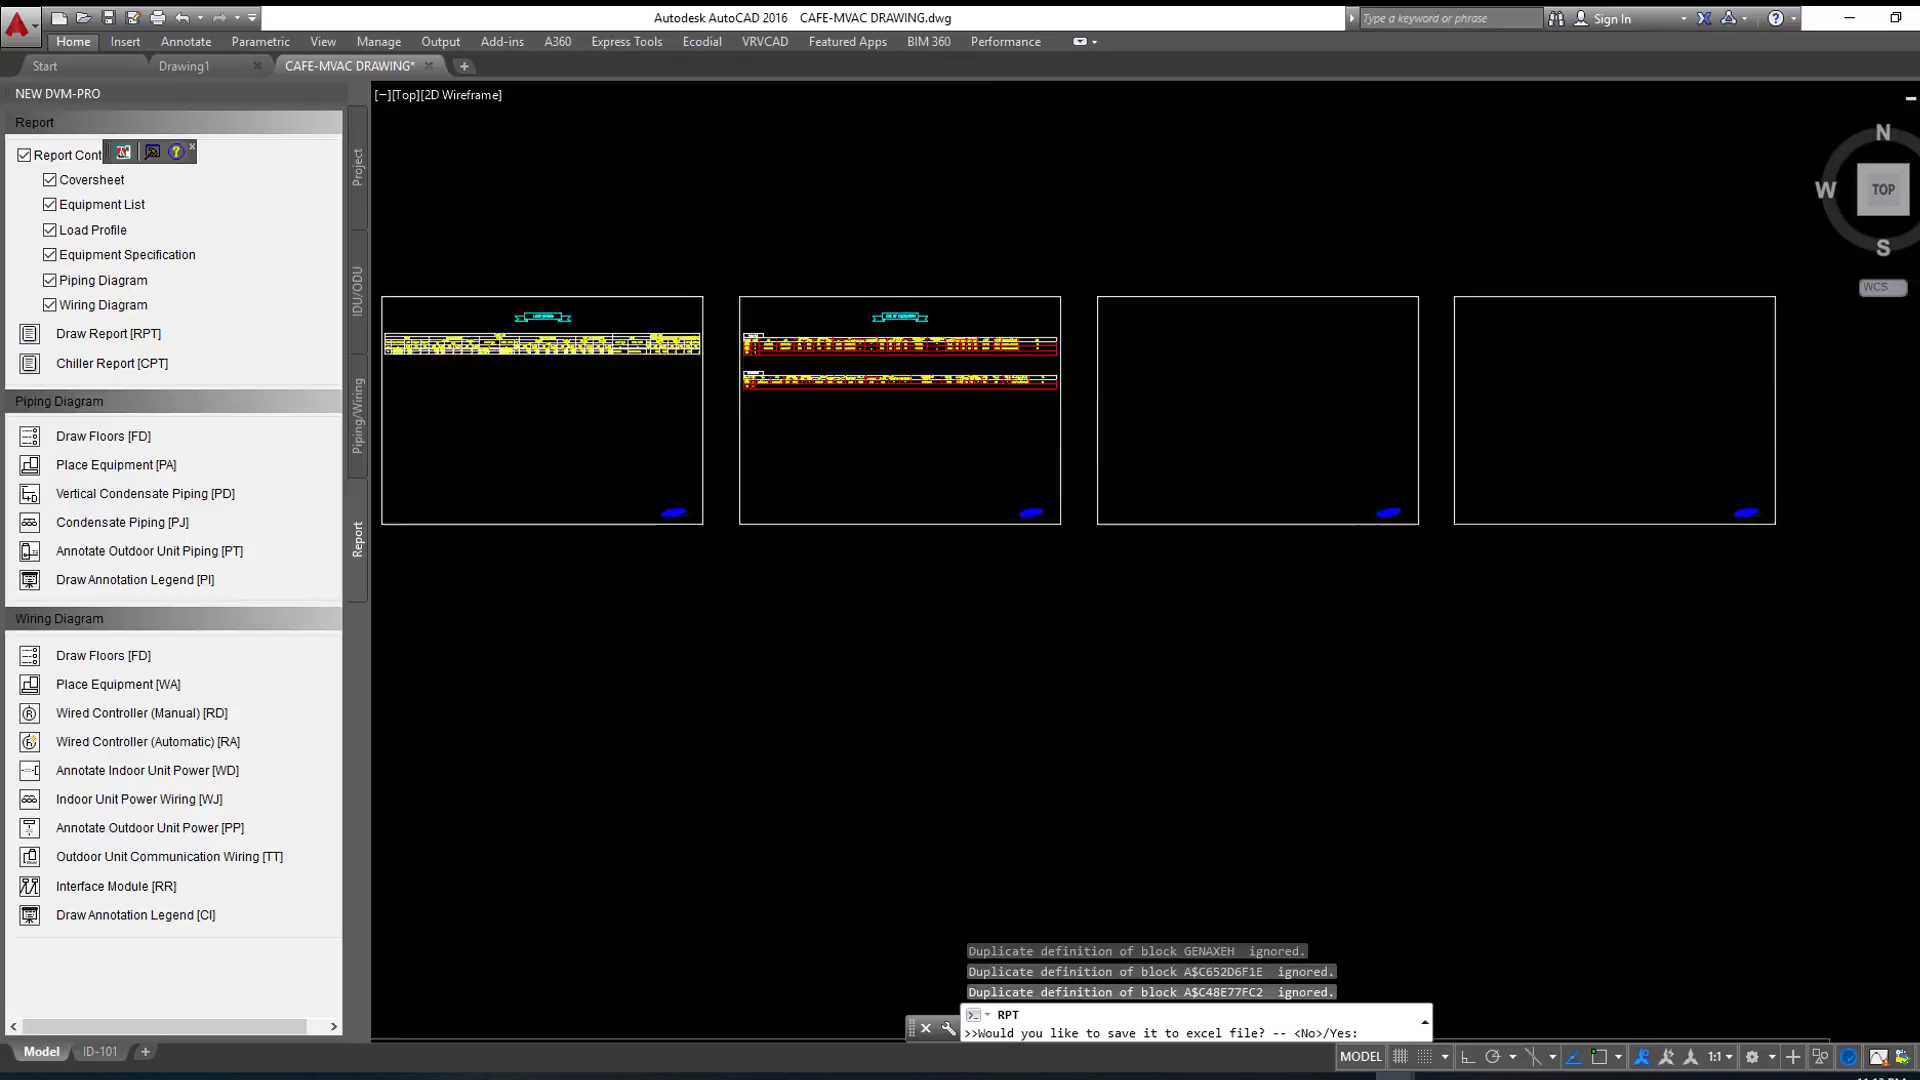 Autodesk AutoCAD 2016 CAFE-MVAC DRAWING.dwg
Type a keyword or phrase
Sign In
Home Insert Annotate Parametric View Manage Output Add-ins A360 Express Tools Ecodial VRVCAD Featured Apps BIM 360 Performance
Start Drawing1 CAFE-MVAC DRAWING*
NEW DVM-PRO
[−][Top][2D Wireframe]
Report
Report Cont
Coversheet
Equipment List
Load Profile
Equipment Specification
Piping Diagram
Wiring Diagram
Draw Report [RPT]
Chiller Report [CPT]
Piping Diagram
Draw Floors [FD]
Place Equipment [PA]
Vertical Condensate Piping [PD]
Condensate Piping [PJ]
Annotate Outdoor Unit Piping [PT]
Draw Annotation Legend [PI]
Wiring Diagram
Draw Floors [FD]
Place Equipment [WA]
Wired Controller (Manual) [RD]
Wired Controller (Automatic) [RA]
Annotate Indoor Unit Power [WD]
Indoor Unit Power Wiring [WJ]
Annotate Outdoor Unit Power [PP]
Outdoor Unit Communication Wiring [TT]
Interface Module [RR]
Draw Annotation Legend [CI]
Project
IDU/ODU
Piping/Wiring
Report
N
W TOP
S
WCS
Duplicate definition of block GENAXEH ignored.
Duplicate definition of block A$C652D6F1E ignored.
Duplicate definition of block A$C48E77FC2 ignored.
RPT
>>Would you like to save it to excel file? -- <No>/Yes:
Model ID-101
MODEL 1:1